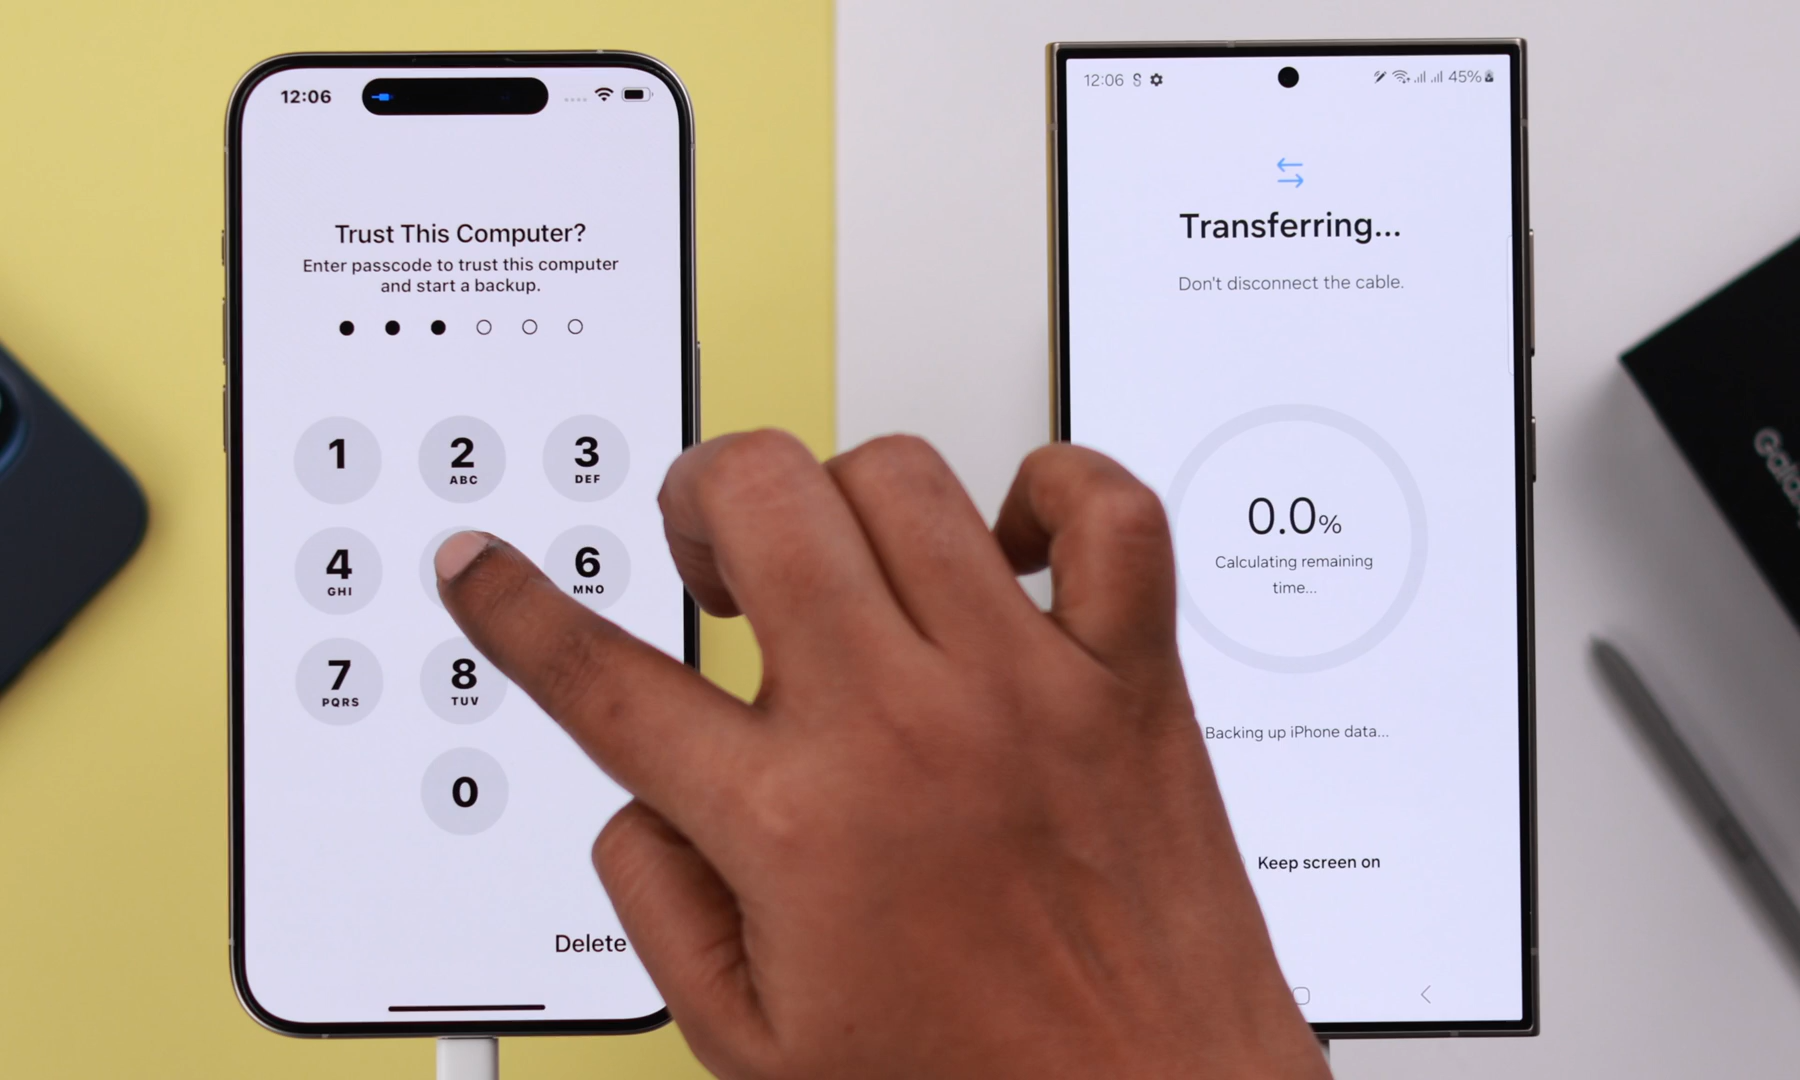 12:06
Trust This Computer?
Enter passcode to trust this computer
and start a backup.
1
2
ABC
3
DEF
4
GHI
6
MNO
7
PQRS
8
TUV
0
Delete
12:06
45%
Transferring...
Don't disconnect the cable.
0.0%
Calculating remaining
time...
Backing up iPhone data...
Keep screen on